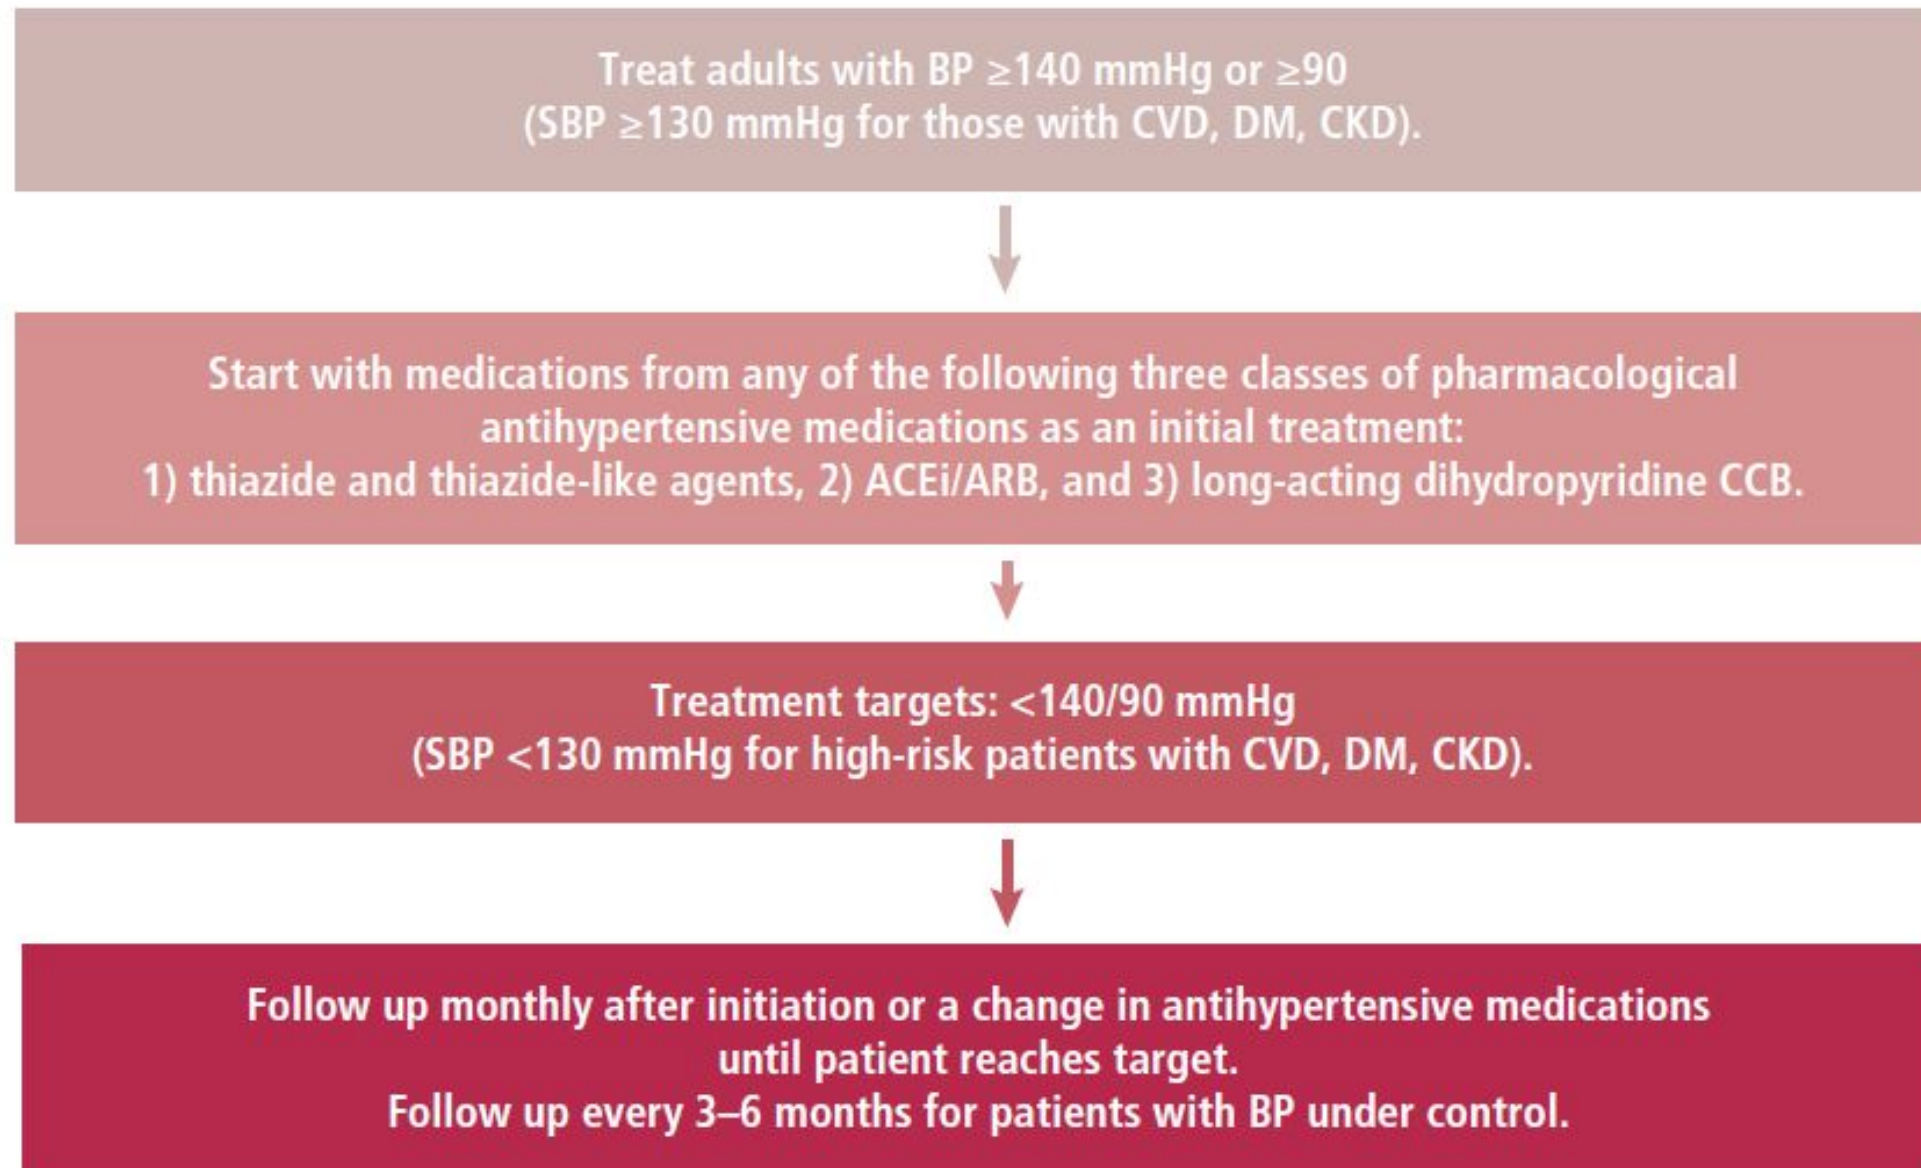 Treat adults with BP ≥140 mmHg or ≥90
(SBP ≥130 mmHg for those with CVD, DM, CKD).
Start with medications from any of the following three classes of pharmacological
antihypertensive medications as an initial treatment:
1) thiazide and thiazide-like agents, 2) ACEi/ARB, and 3) long-acting dihydropyridine CCB.
Treatment targets: <140/90 mmHg
(SBP <130 mmHg for high-risk patients with CVD, DM, CKD).
Follow up monthly after initiation or a change in antihypertensive medications
until patient reaches target.
Follow up every 3–6 months for patients with BP under control.